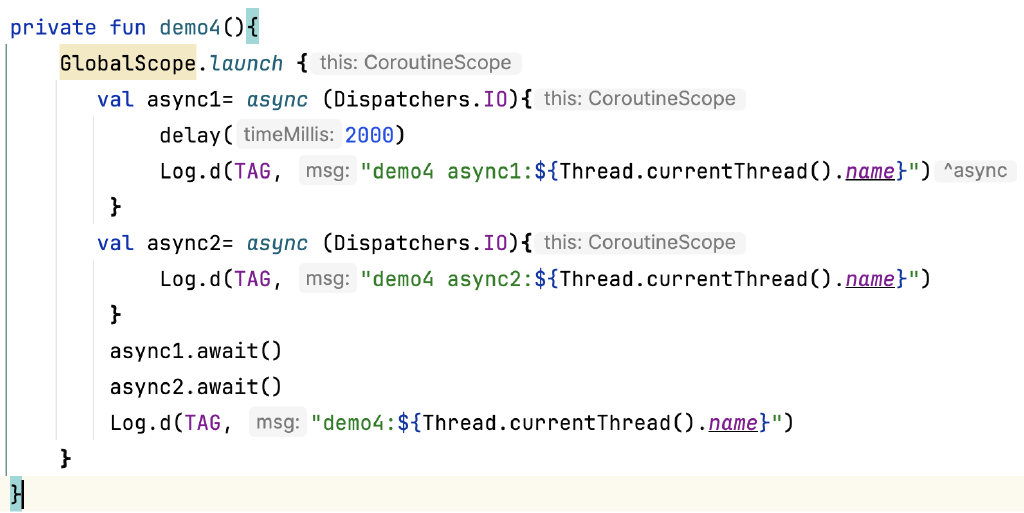 private fun demo4(){
GlobalScope.launch { this: CoroutineScope
val async1= async (Dispatchers.IO){ this: CoroutineScope
delay( timeMillis: 2000)
Log.d(TAG, msg: "demo4 async1:${Thread.currentThread().name}") ^async
}
val async2= async (Dispatchers.IO){ this: CoroutineScope
Log.d(TAG, msg: "demo4 async2:${Thread.currentThread().name}")
}
async1.await()
async2.await()
Log.d(TAG, msg: "demo4:${Thread.currentThread().name}")
}
}